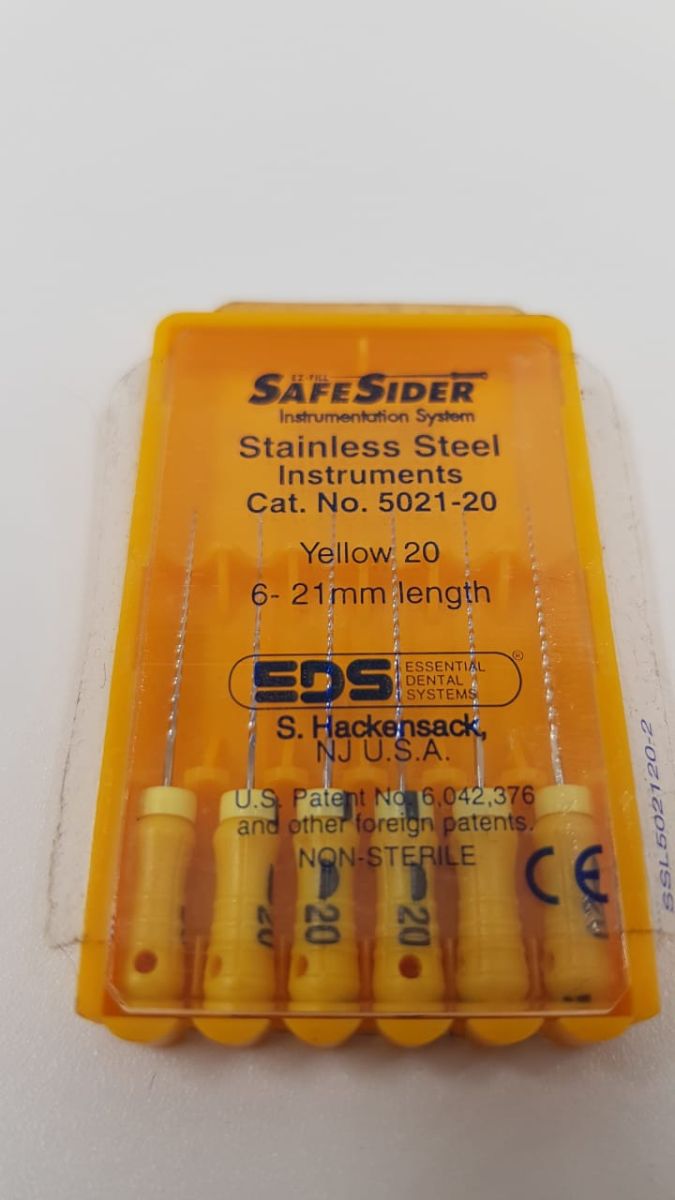 EZ-FILL
SAFESIDER
Instrumentation System
Stainless Steel
Instruments
Cat. No. 5021-20
Yellow 20
6- 21mm length
EDS ESSENTIAL
DENTAL
SYSTEMS
®
S. Hackensack,
NJ U.S.A.
U.S. Patent No. 6,042,376
and other foreign patents.
NON-STERILE
CE
20
20
20
SSL502120-2